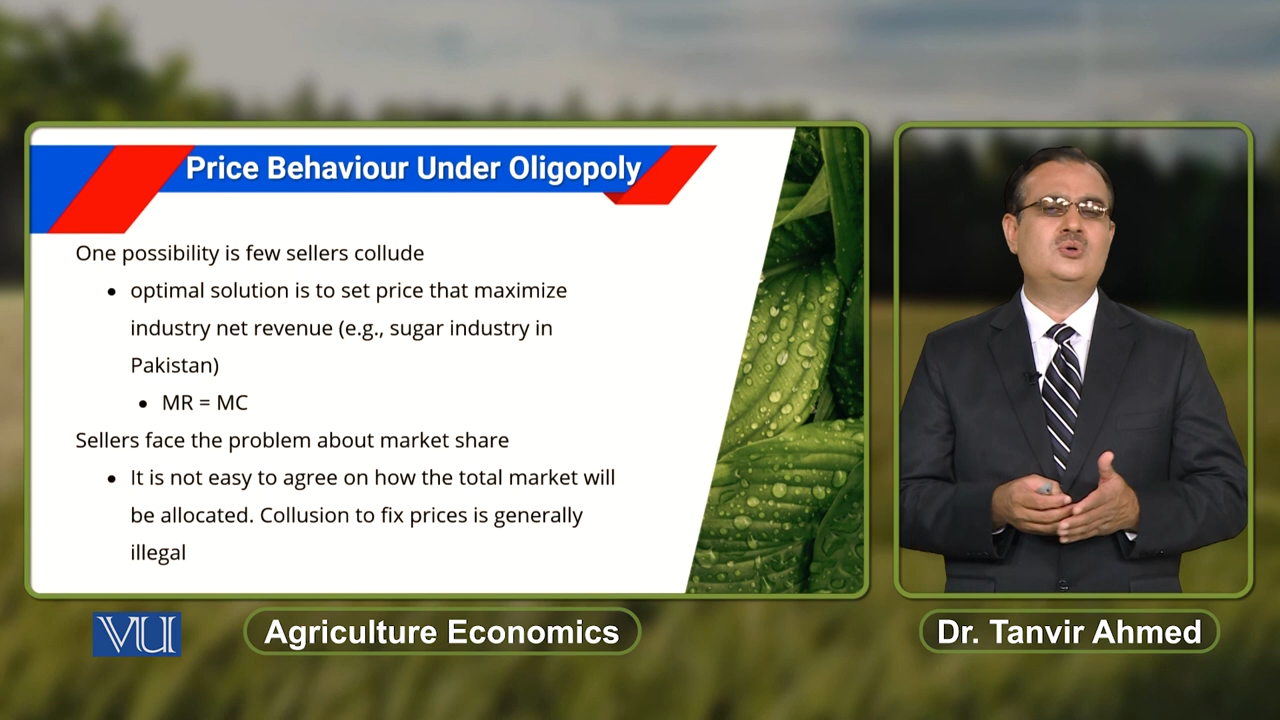 Price Behaviour Under Oligopoly
One possibility is few sellers collude
• optimal solution is to set price that maximize
industry net revenue (e.g., sugar industry in
Pakistan)
• MR = MC
Sellers face the problem about market share
• It is not easy to agree on how the total market will
be allocated. Collusion to fix prices is generally
illegal
VU
Agriculture Economics
Dr. Tanvir Ahmed